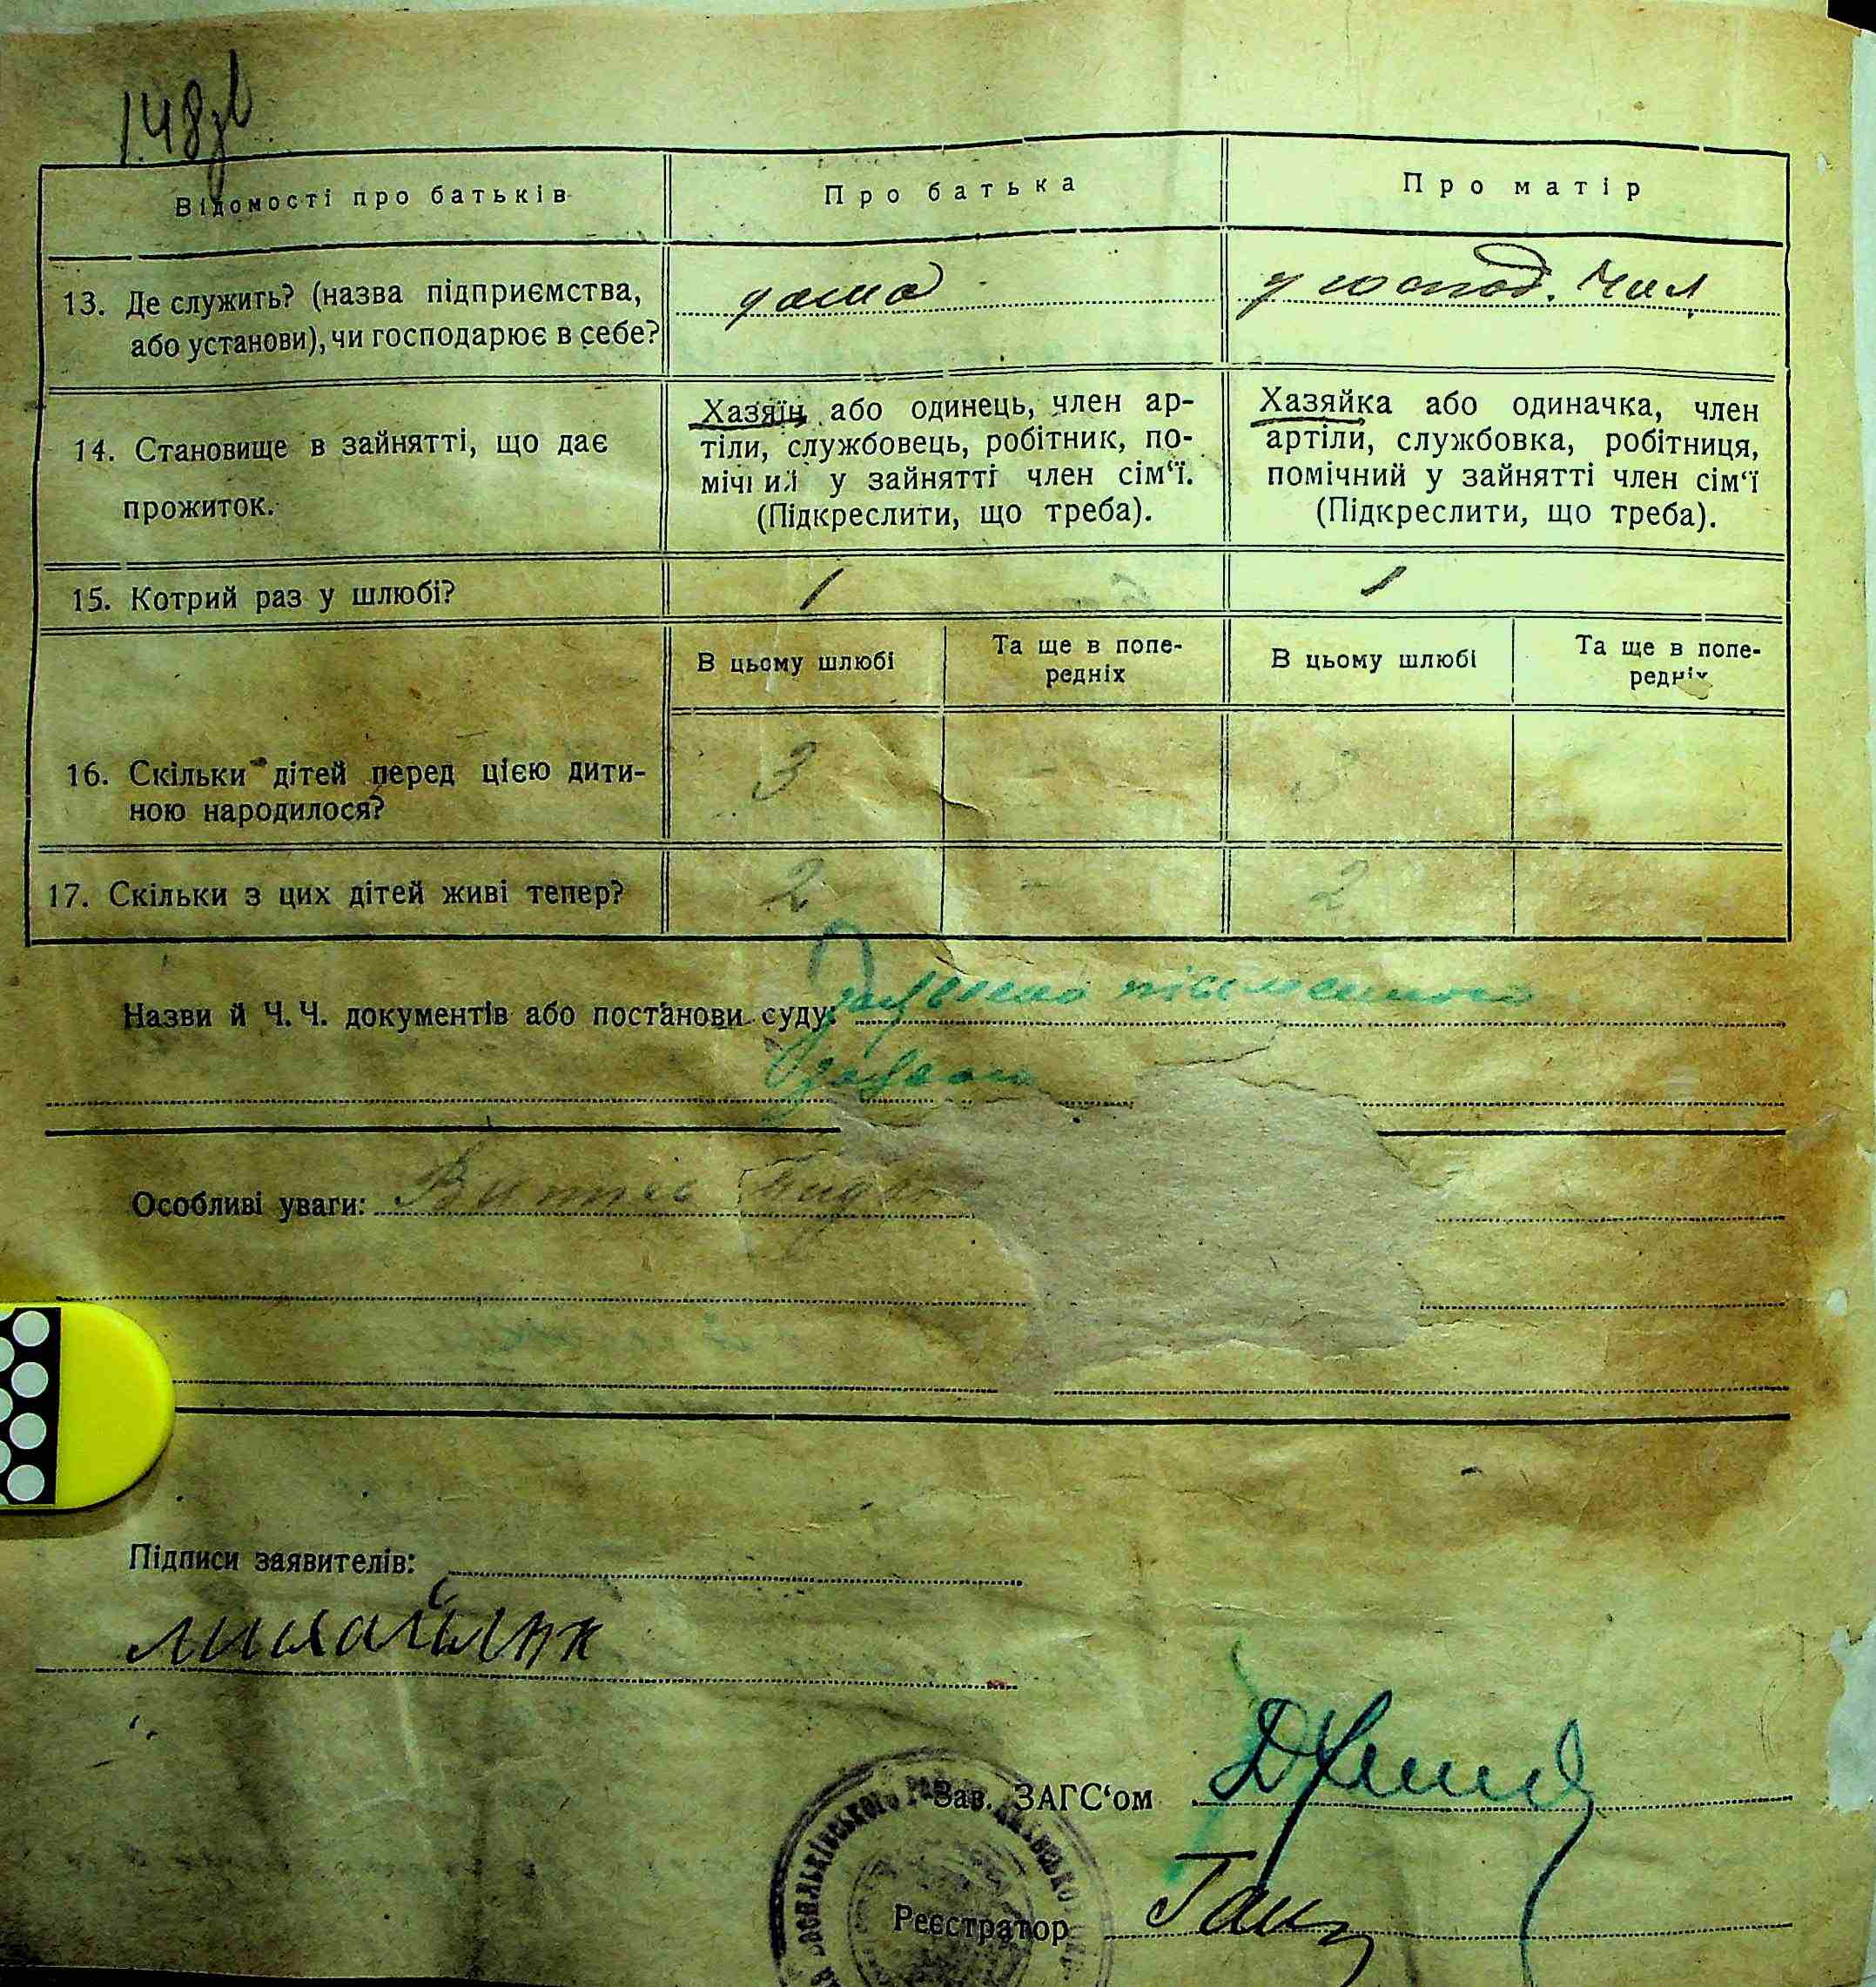 148зв
Відомості про батьків
Про батька
Про матір
13. Де служить? (назва підприємства,
або установи), чи господарює в себе?
дома
у господ. чол
14. Становище в зайнятті, що дає
прожиток.
Хазяїн або одинець, член ар-
тіли, службовець, робітник, по-
мічний у зайнятті член сім‘ї.
(Підкреслити, що треба).
Хазяйка або одиначка, член
артіли, службовка, робітниця,
помічний у зайнятті член сім‘ї
(Підкреслити, що треба).
15. Котрий раз у шлюбі?
1
1
В цьому шлюбі
Та ще в попе-
редніх
В цьому шлюбі
Та ще в попе-
редніх
16. Скільки дітей перед цією дити-
ною народилося?
3 -
3
17. Скільки з цих дітей живі тепер?
2 -
2
Назви й Ч. Ч. документів або постанови суду:
Особливі уваги: Витяг
Підписи заявителів:
Михайлик
Зав. ЗАГС‘ом
Реєстратор